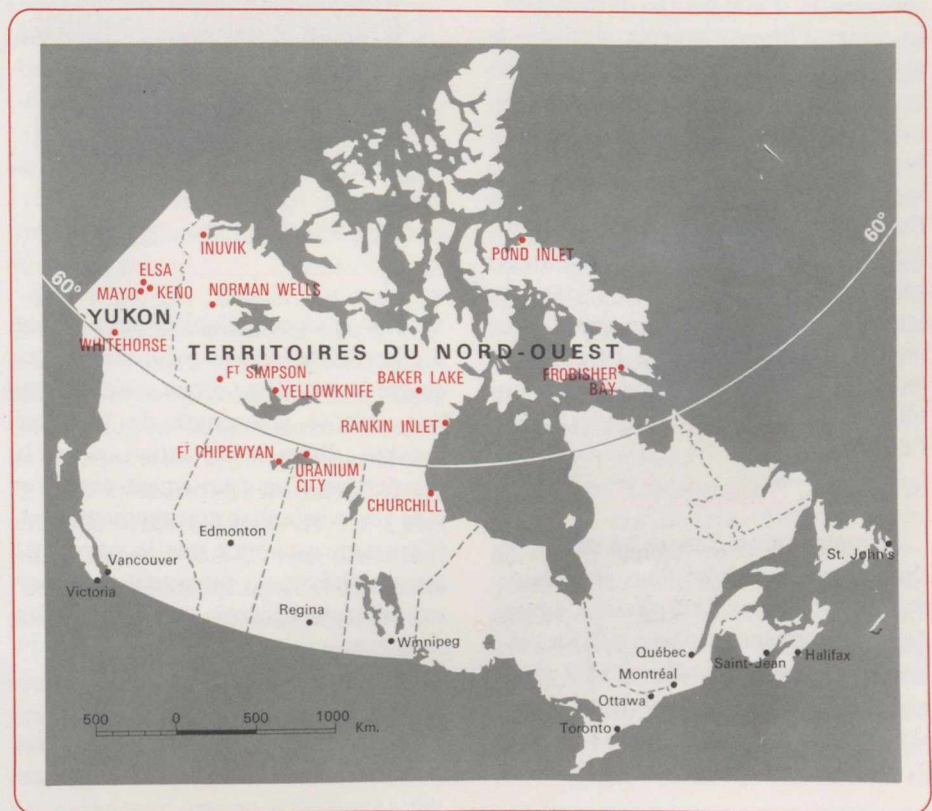 INUVIK
POND INLET
60°
60°
ELSA
MAYO
KENO
NORMAN WELLS
YUKON
WHITEHORSE
TERRITOIRES DU NORD-OUEST
Fᵀ SIMPSON
YELLOWKNIFE
BAKER LAKE
FROBISHER
BAY
RANKIN INLET
Fᵀ CHIPEWYAN
URANIUM
CITY
CHURCHILL
Edmonton
St. John's
Vancouver
Victoria
Regina
Winnipeg
Québec
Saint-Jean
Halifax
Montréal
Ottawa
Toronto
500 0 500 1000
Km.